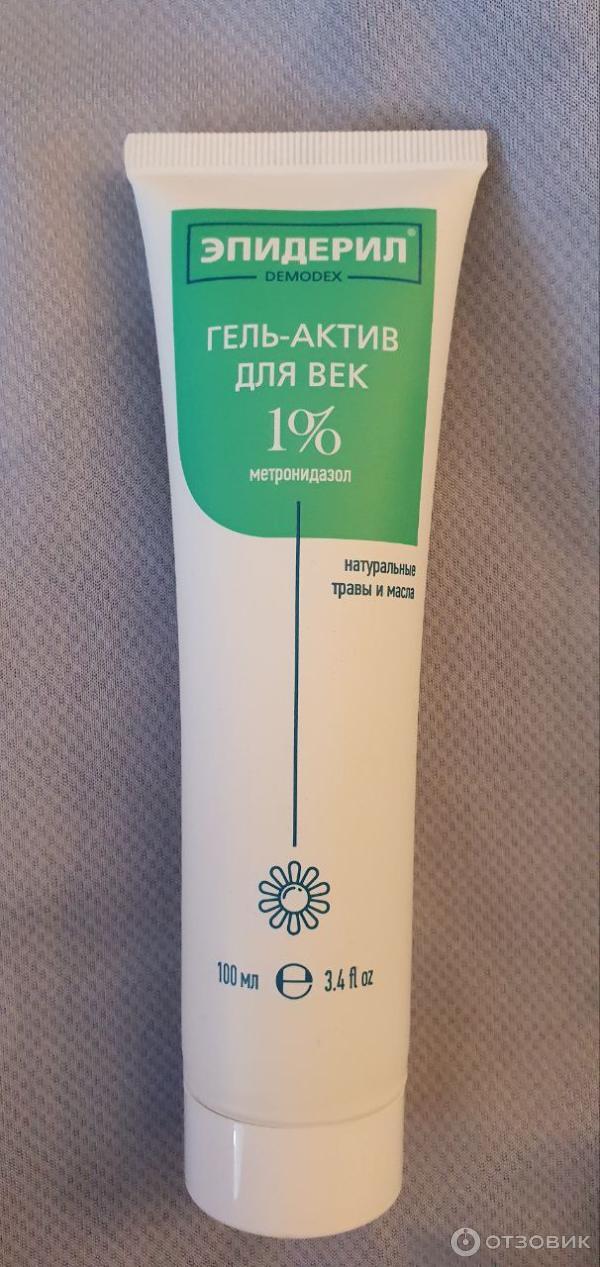 ЭПИДЕРИЛ®
DEMODEX
ГЕЛЬ-АКТИВ
ДЛЯ ВЕК
1%
метронидазол
натуральные
травы и масла
100 мл ℮ 3.4 fl oz
ОТЗОВИК